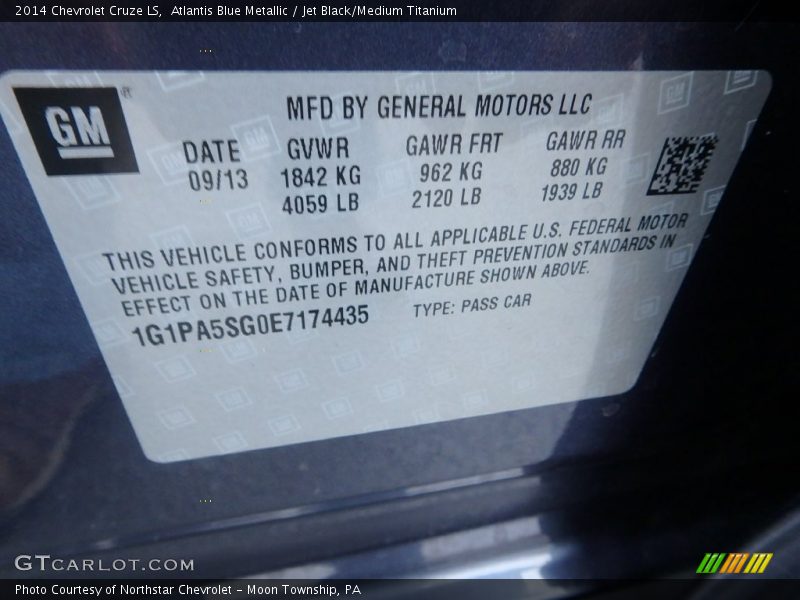 2014 Chevrolet Cruze LS,  Atlantis Blue Metallic / Jet Black/Medium Titanium
GM®
MFD BY GENERAL MOTORS LLC
DATE GVWR GAWR FRT GAWR RR
09/13 1842 KG 962 KG 880 KG
4059 LB 2120 LB 1939 LB
THIS VEHICLE CONFORMS TO ALL APPLICABLE U.S. FEDERAL MOTOR
VEHICLE SAFETY, BUMPER, AND THEFT PREVENTION STANDARDS IN
EFFECT ON THE DATE OF MANUFACTURE SHOWN ABOVE.
1G1PA5SG0E7174435 TYPE: PASS CAR
GTCARLOT.COM
Photo Courtesy of Northstar Chevrolet – Moon Township, PA